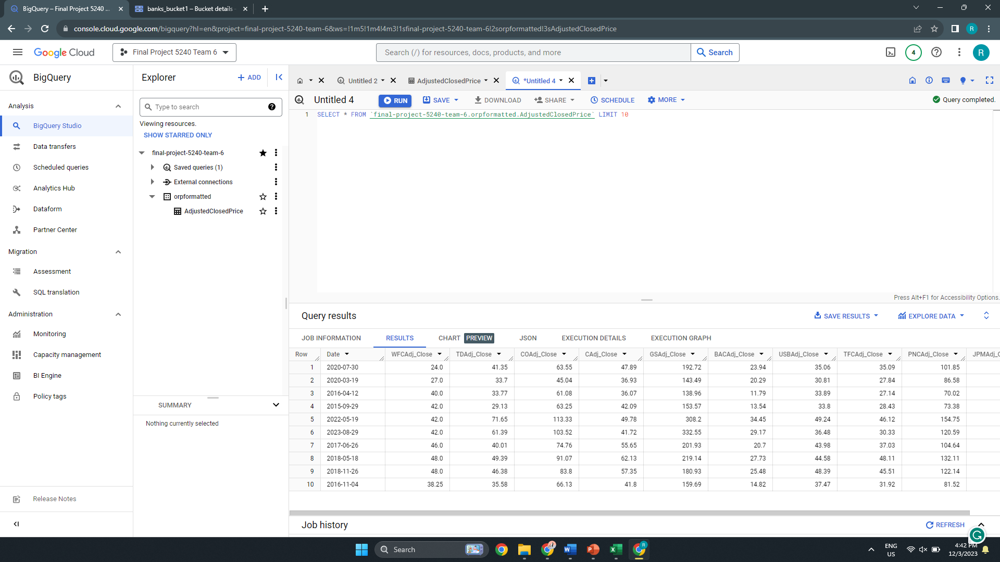 BigQuery – Final Project 5240 ...
banks_bucket1 – Bucket details -
console.cloud.google.com/bigquery?hl=en&project=final-project-5240-team-6&ws=!1m5!1m4!4m3!1sfinal-project-5240-team-6!2sorpformatted!3sAdjustedClosedPrice
R
Google Cloud
Final Project 5240 Team 6
Search (/) for resources, docs, products, and more
Search
4
R
BigQuery
Analysis
BigQuery Studio
Data transfers
Scheduled queries
Analytics Hub
Dataform
Partner Center
Migration
Assessment
SQL translation
Administration
Monitoring
Capacity management
BI Engine
Policy tags
Release Notes
Explorer
+ ADD
Type to search
Viewing resources.
SHOW STARRED ONLY
final-project-5240-team-6
Saved queries (1)
External connections
orpformatted
AdjustedClosedPrice
SUMMARY
Nothing currently selected
Untitled 2
AdjustedClosedPrice
*Untitled 4
Untitled 4
RUN
SAVE
DOWNLOAD
SHARE
SCHEDULE
MORE
Query completed.
1 SELECT * FROM `final-project-5240-team-6.orpformatted.AdjustedClosedPrice` LIMIT 10
Press Alt+F1 for Accessibility Options.
Query results
SAVE RESULTS
EXPLORE DATA
JOB INFORMATION
RESULTS
CHART PREVIEW
JSON
EXECUTION DETAILS
EXECUTION GRAPH
Row Date WFCAdj_Close TDAdj_Close COAdj_Close CAdj_Close GSAdj_Close BACAdj_Close USBAdj_Close TFCAdj_Close PNCAdj_Close JPMAdj_C
1 2020-07-30 24.0 41.35 63.55 47.89 192.72 23.94 35.06 35.09 101.85
2 2020-03-19 27.0 33.7 45.04 36.93 143.49 20.29 30.81 27.84 86.58
3 2016-04-12 40.0 33.77 61.08 36.07 138.96 11.79 33.89 27.14 70.02
4 2015-09-29 42.0 29.13 63.25 42.09 153.57 13.54 33.8 28.43 73.38
5 2022-05-19 42.0 71.65 113.33 49.78 308.2 34.45 49.24 46.12 154.75
6 2023-08-29 42.0 61.39 103.52 41.72 332.55 29.17 36.48 30.33 120.59
7 2017-06-26 46.0 40.01 74.76 55.65 201.93 20.7 43.98 37.03 104.64
8 2018-05-18 48.0 49.39 91.07 62.13 219.14 27.73 44.58 48.11 132.11
9 2018-11-26 48.0 46.38 83.8 57.35 180.93 25.48 48.39 45.51 122.14
10 2016-11-04 38.25 35.58 66.13 41.8 159.69 14.82 37.47 31.92 81.52
Job history
REFRESH
Search
ENG
US
4:42 PM
12/3/2023